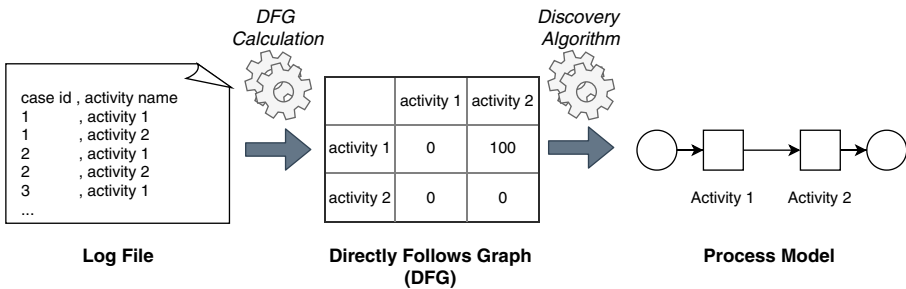 DFG
Calculation
Discovery
Algorithm
case id , activity name
1 , activity 1
1 , activity 2
2 , activity 1
2 , activity 2
3 , activity 1
...
activity 1 activity 2
activity 1 0 100
activity 2 0 0
Activity 1 Activity 2
Log File
Directly Follows Graph
(DFG)
Process Model